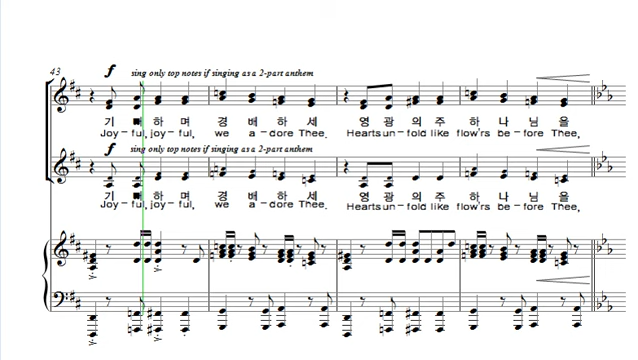 43
f sing only top notes if singing as a 2-part anthem
기 뻐하며 경배하세 영광의 주 하나님을
Joy-ful, joy-ful, we a-dore Thee. Hearts un-fold like flow'rs be-fore Thee,
f sing only top notes if singing as a 2-part anthem
기 뻐하며 경배하세 영광의 주 하나님을
Joy-ful, joy-ful, we a-dore Thee. Hearts un-fold like flow'rs be-fore Thee,